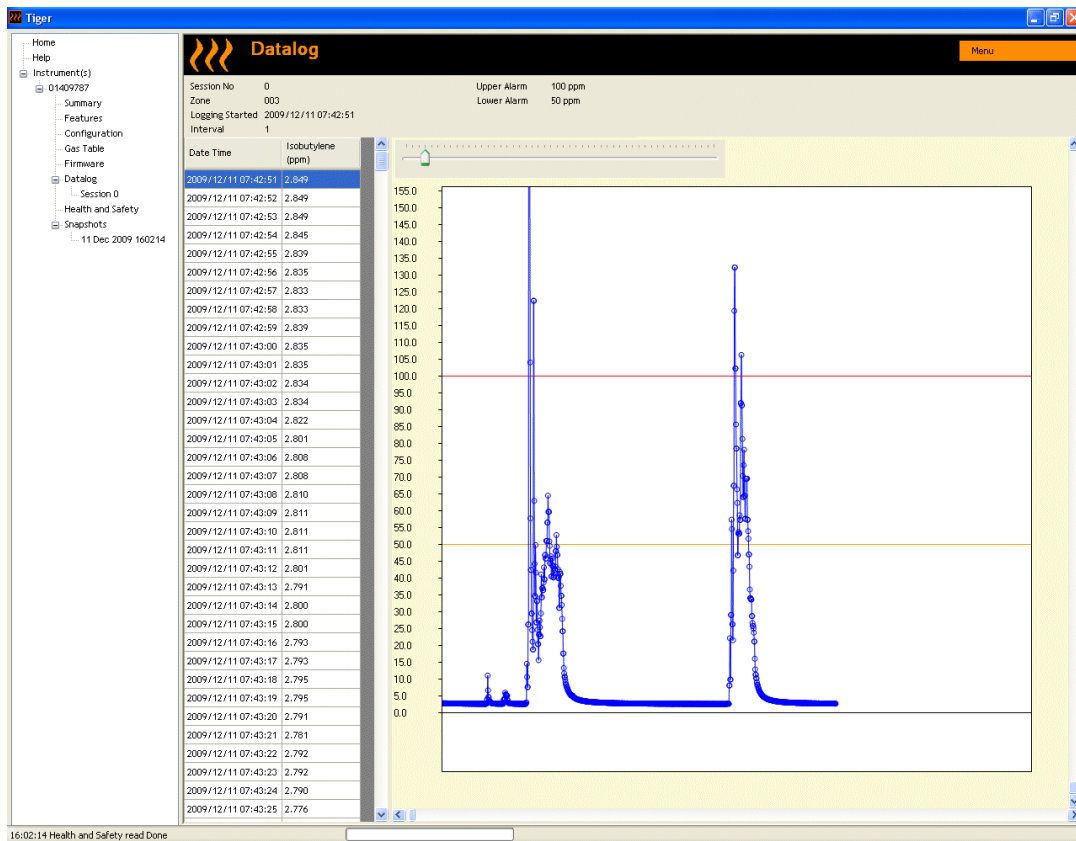 Tiger
Home
Help
Instrument(s)
01409787
Summary
Features
Configuration
Gas Table
Firmware
Datalog
Session 0
Health and Safety
Snapshots
11 Dec 2009 160214
Datalog
Menu
Session No 0 Upper Alarm 100 ppm
Zone 003 Lower Alarm 50 ppm
Logging Started 2009/12/11 07:42:51
Interval 1
Date Time Isobutylene
(ppm)
2009/12/11 07:42:51 2.849
2009/12/11 07:42:52 2.849
2009/12/11 07:42:53 2.849
2009/12/11 07:42:54 2.845
2009/12/11 07:42:55 2.839
2009/12/11 07:42:56 2.835
2009/12/11 07:42:57 2.833
2009/12/11 07:42:58 2.833
2009/12/11 07:42:59 2.839
2009/12/11 07:43:00 2.835
2009/12/11 07:43:01 2.835
2009/12/11 07:43:02 2.834
2009/12/11 07:43:03 2.834
2009/12/11 07:43:04 2.822
2009/12/11 07:43:05 2.801
2009/12/11 07:43:06 2.808
2009/12/11 07:43:07 2.808
2009/12/11 07:43:08 2.810
2009/12/11 07:43:09 2.811
2009/12/11 07:43:10 2.811
2009/12/11 07:43:11 2.811
2009/12/11 07:43:12 2.801
2009/12/11 07:43:13 2.791
2009/12/11 07:43:14 2.800
2009/12/11 07:43:15 2.800
2009/12/11 07:43:16 2.793
2009/12/11 07:43:17 2.793
2009/12/11 07:43:18 2.795
2009/12/11 07:43:19 2.795
2009/12/11 07:43:20 2.791
2009/12/11 07:43:21 2.781
2009/12/11 07:43:22 2.792
2009/12/11 07:43:23 2.792
2009/12/11 07:43:24 2.790
2009/12/11 07:43:25 2.776
155.0
150.0
145.0
140.0
135.0
130.0
125.0
120.0
115.0
110.0
105.0
100.0
95.0
90.0
85.0
80.0
75.0
70.0
65.0
60.0
55.0
50.0
45.0
40.0
35.0
30.0
25.0
20.0
15.0
10.0
5.0
0.0
16:02:14 Health and Safety read Done